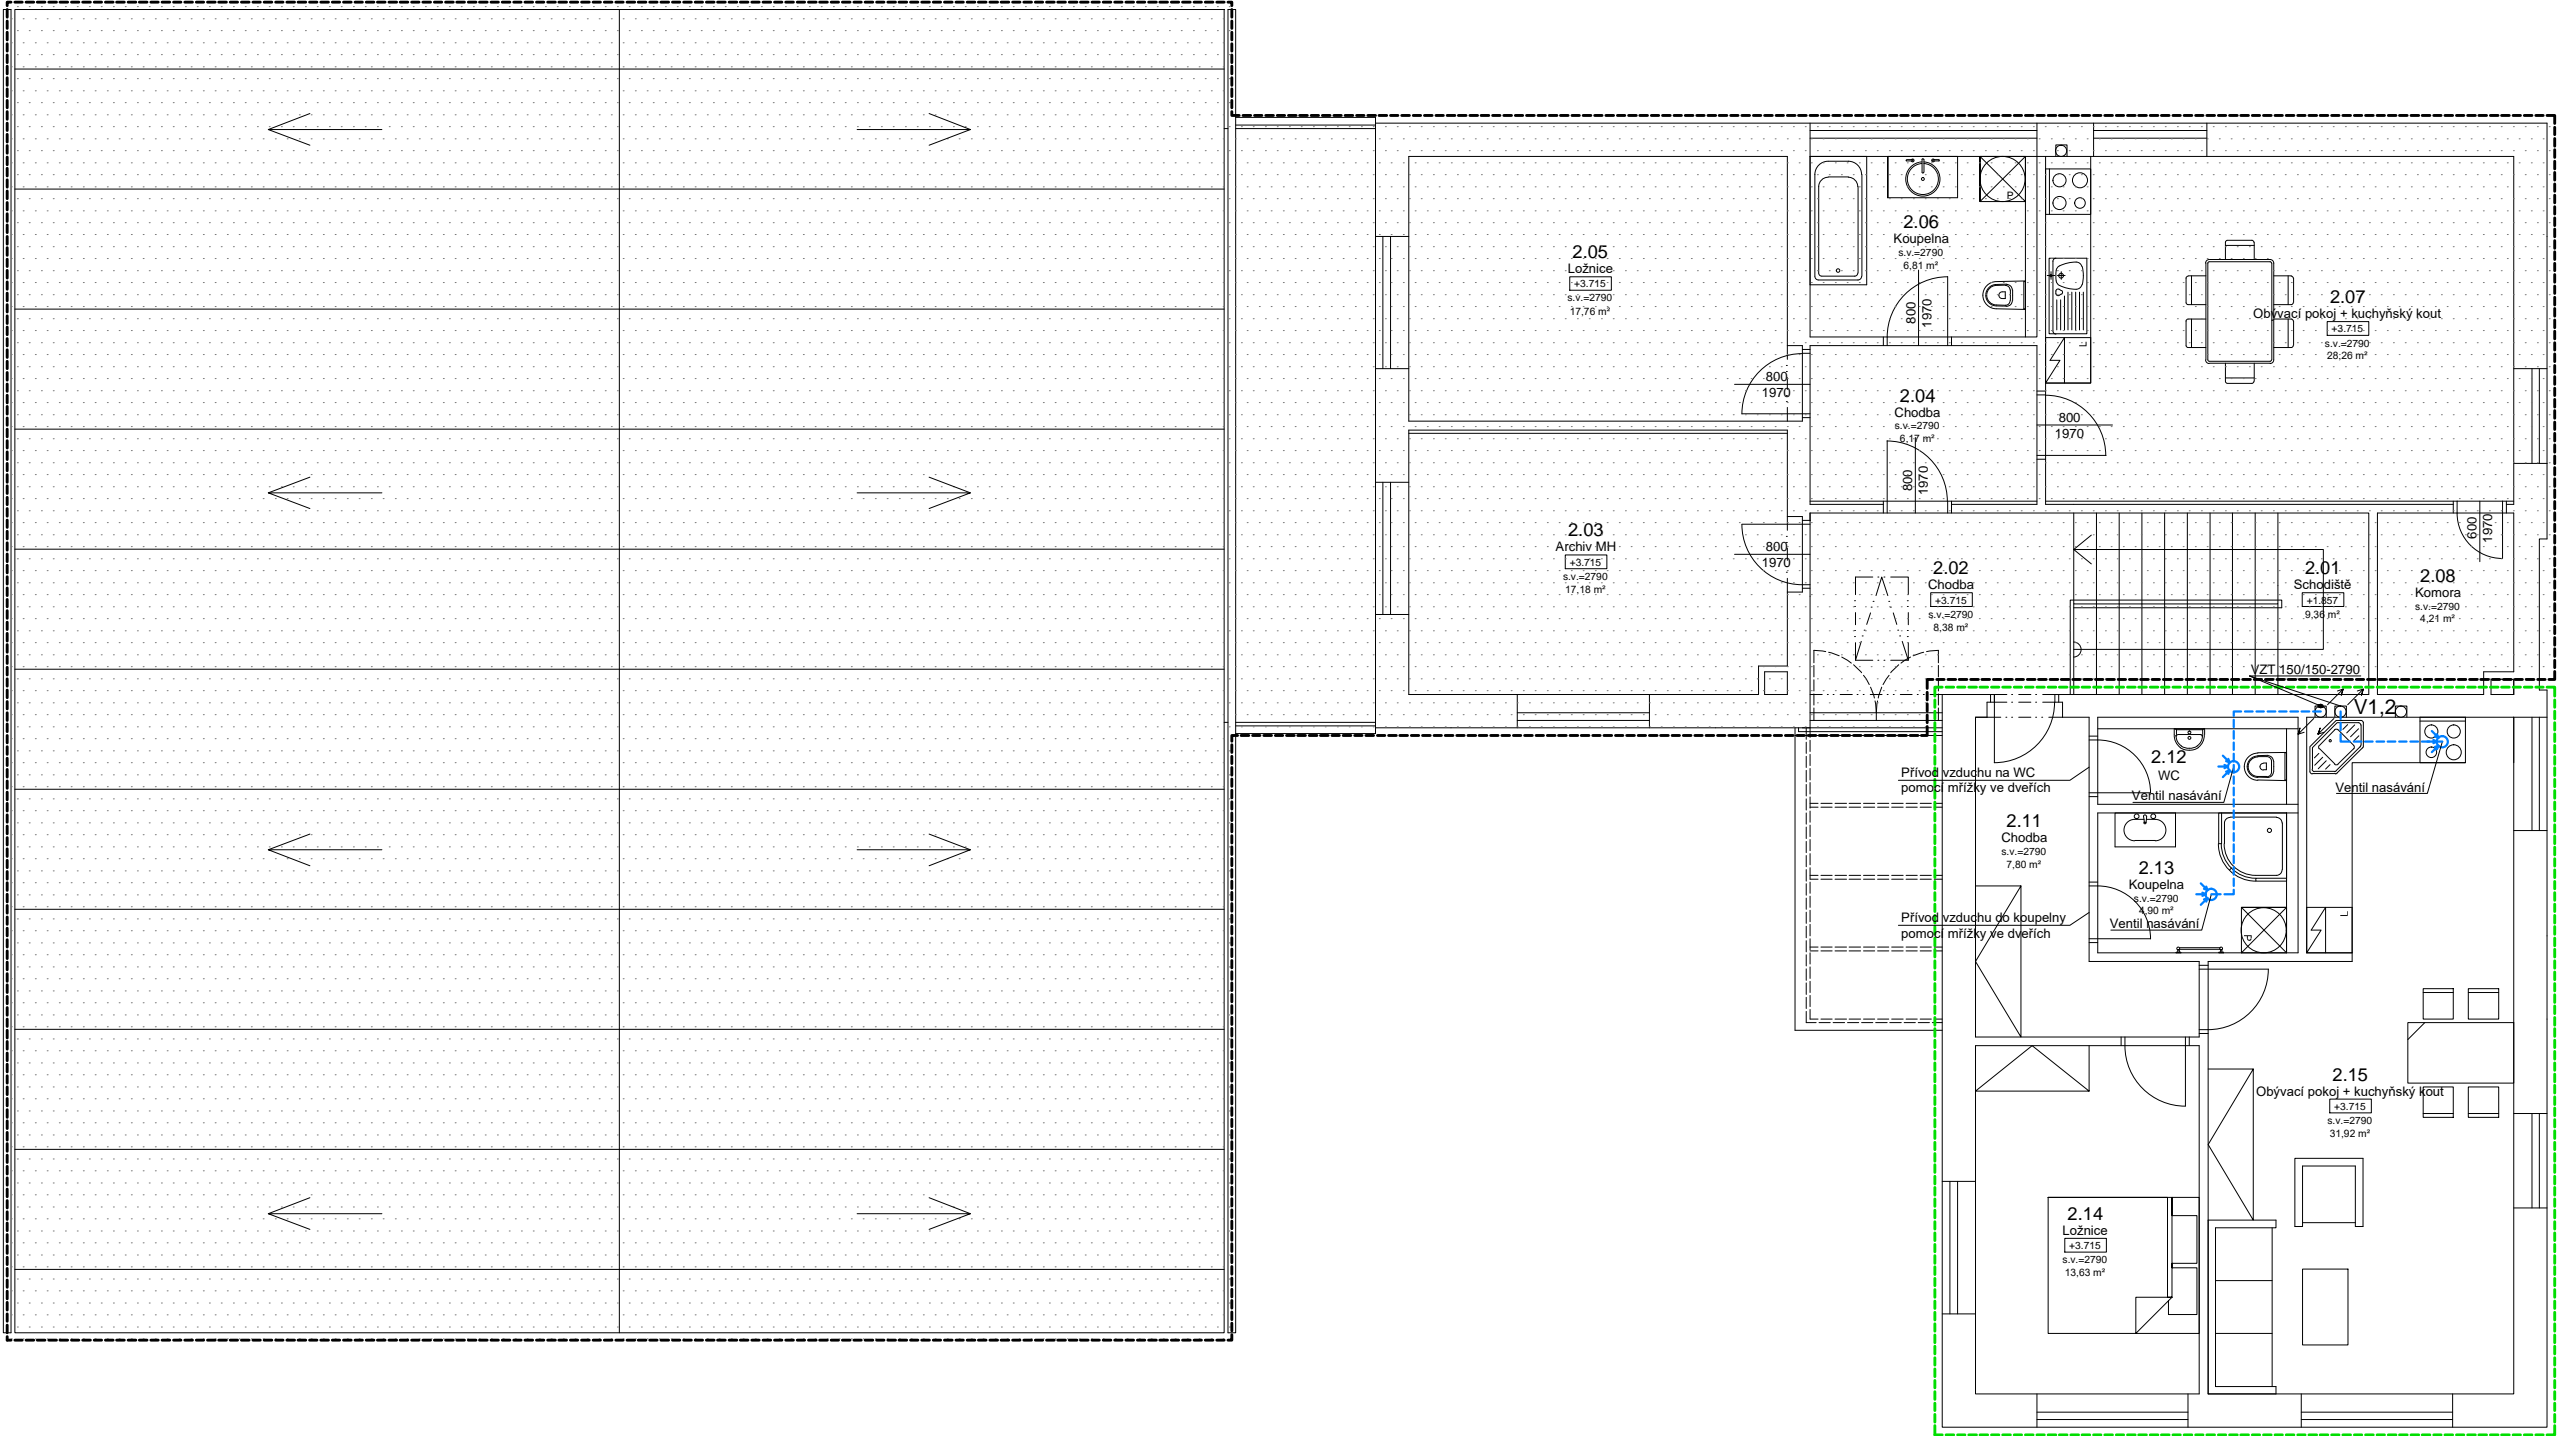 2.05
Ložnice
+3.715
s.v.=2790
17,76 m²
2.06
Koupelna
s.v.=2790
6,81 m²
800
1970
P
L
2.07
Obývací pokoj + kuchyňský kout
+3.715
s.v.=2790
28,26 m²
800
1970
2.04
Chodba
s.v.=2790
6,17 m²
800
1970
800
1970
2.03
Archiv MH
+3.715
s.v.=2790
17,18 m²
800
1970
2.02
Chodba
+3.715
s.v.=2790
8,38 m²
2.01
Schodiště
+1.857
9,36 m²
600
1970
2.08
Komora
s.v.=2790
4,21 m²
VZT 150/150-2790
V1,2
Přívod vzduchu na WC
pomocí mřížky ve dveřích
2.12
WC
Ventil nasávání
Ventil nasávání
2.11
Chodba
s.v.=2790
7,80 m²
2.13
Koupelna
s.v.=2790
4,90 m²
Ventil nasávání
P
L
Přívod vzduchu do koupelny
pomocí mřížky ve dveřích
2.15
Obývací pokoj + kuchyňský kout
+3.715
s.v.=2790
31,92 m²
2.14
Ložnice
+3.715
s.v.=2790
13,63 m²